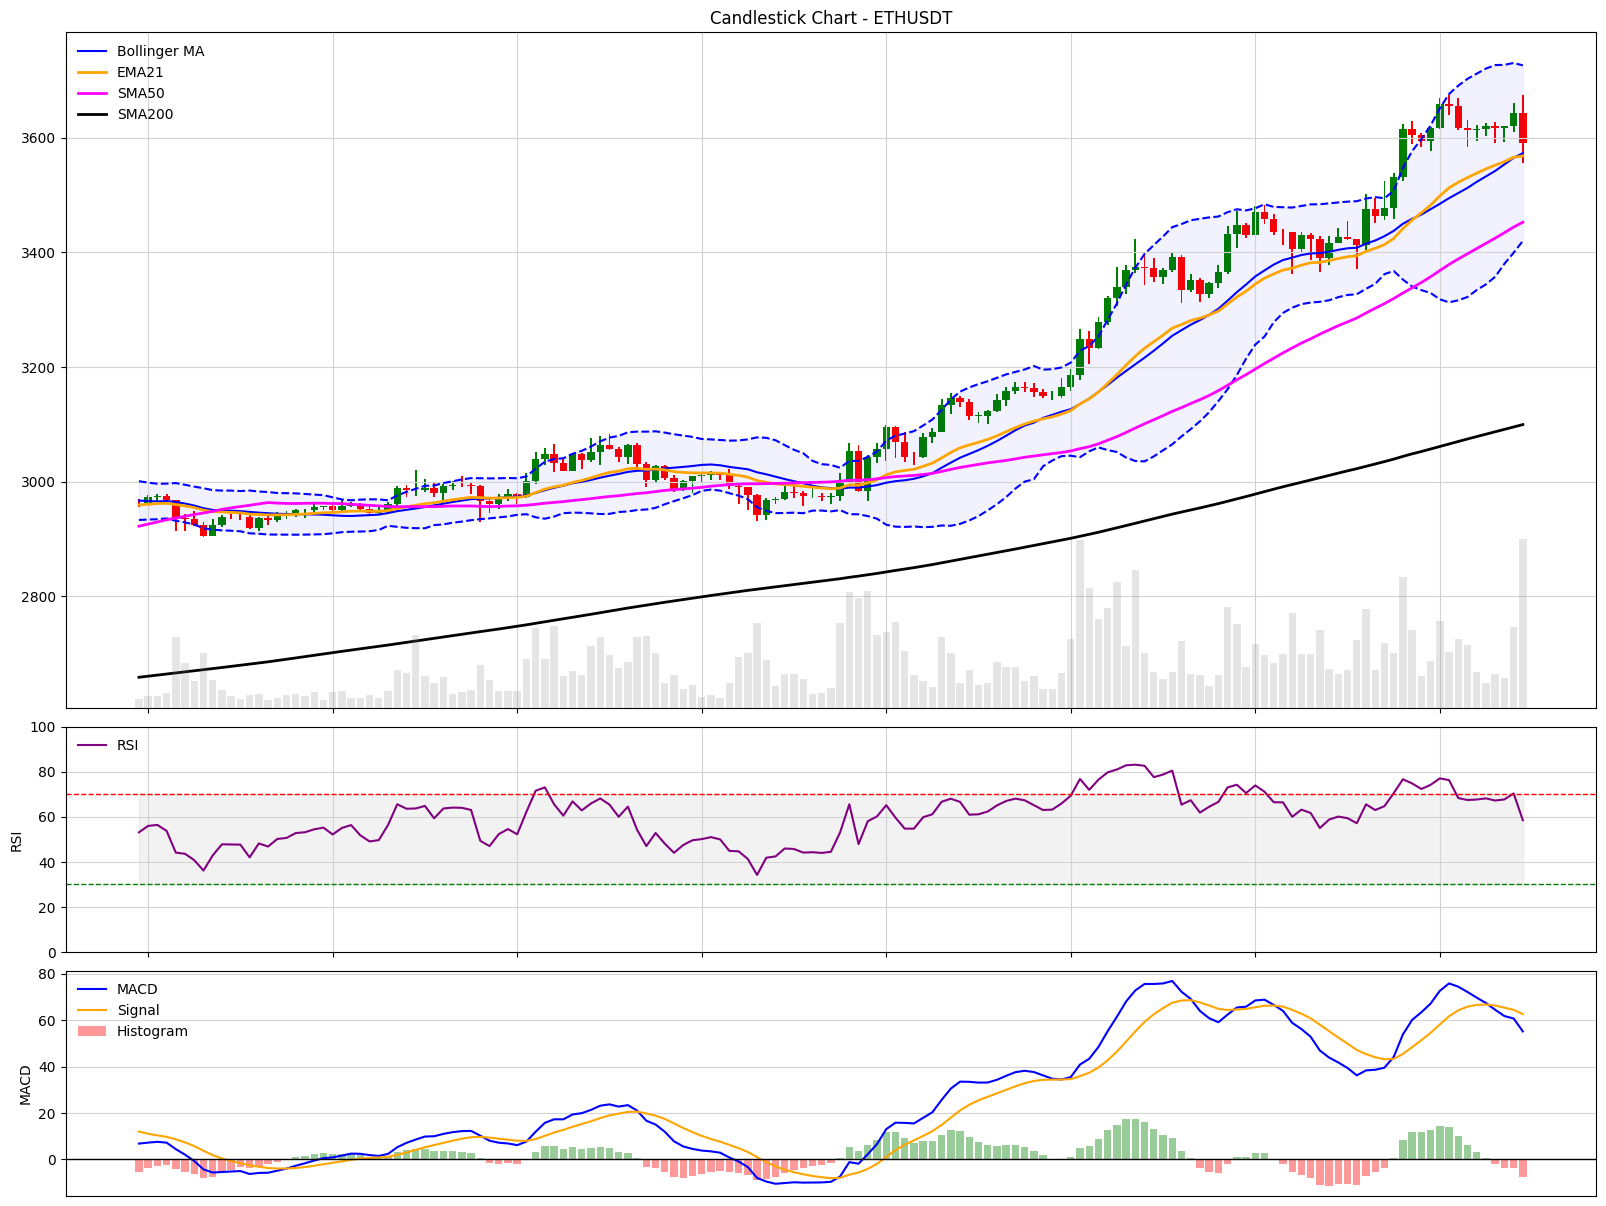 Candlestick Chart - ETHUSDT
Bollinger MA
EMA21
SMA50
SMA200
3600
3400
3200
3000
2800
RSI
100
80
60
40
20
0
RSI
MACD
Signal
Histogram
80
60
40
20
0
MACD